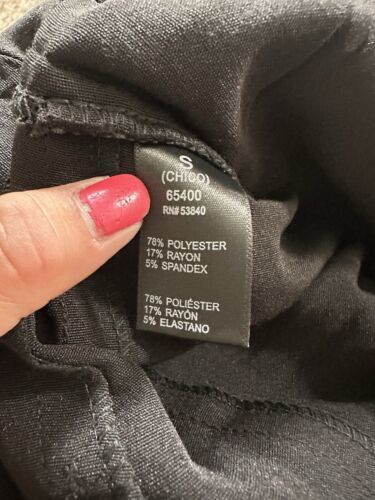 S
(CHICO)
65400
RN# 53840
78% POLYESTER
17% RAYON
5% SPANDEX
78% POLIÉSTER
17% RAYÓN
5% ELASTANO